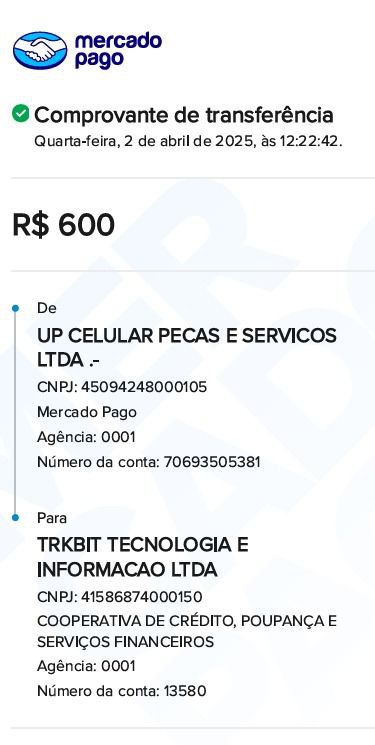 mercado
pago
Comprovante de transferência
Quarta-feira, 2 de abril de 2025, às 12:22:42.
R$ 600
De
UP CELULAR PECAS E SERVICOS
LTDA .-
CNPJ: 45094248000105
Mercado Pago
Agência: 0001
Número da conta: 70693505381
Para
TRKBIT TECNOLOGIA E
INFORMACAO LTDA
CNPJ: 41586874000150
COOPERATIVA DE CRÉDITO, POUPANÇA E
SERVIÇOS FINANCEIROS
Agência: 0001
Número da conta: 13580